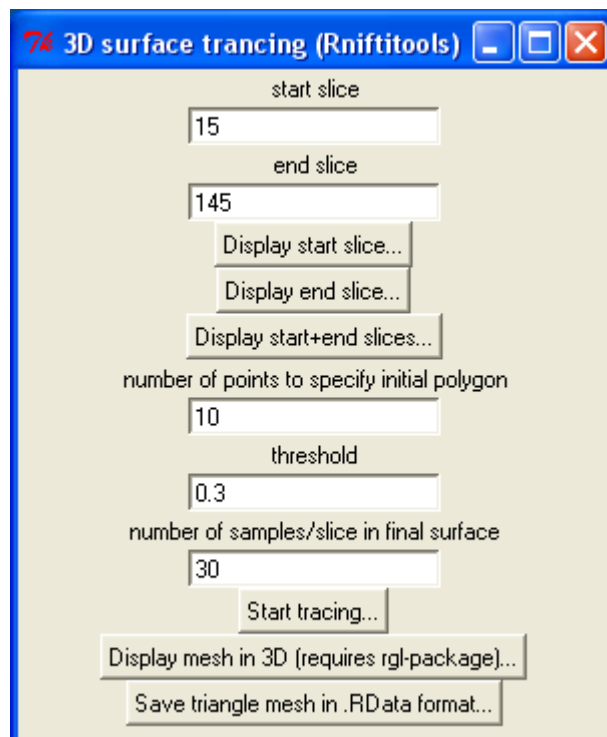 3D surface trancing (Rniftitools)
start slice
15
end slice
145
Display start slice...
Display end slice...
Display start+end slices...
number of points to specify initial polygon
10
threshold
0.3
number of samples/slice in final surface
30
Start tracing...
Display mesh in 3D (requires rgl-package)...
Save triangle mesh in .RData format...